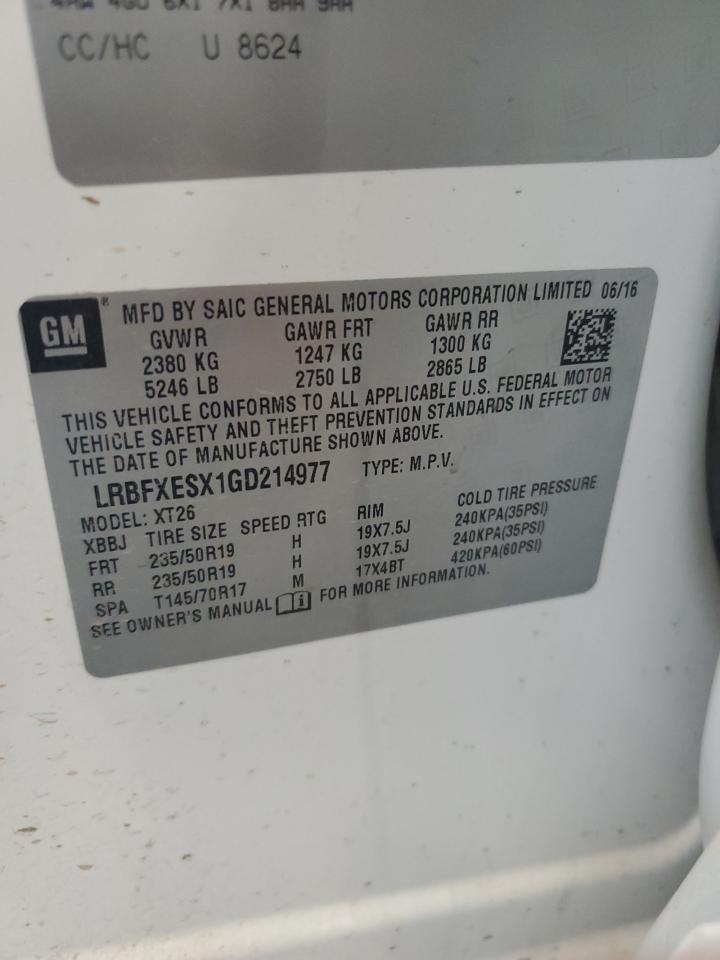 CC/HC U 8624
GM ® MFD BY SAIC GENERAL MOTORS CORPORATION LIMITED 06/16
GVWR GAWR FRT GAWR RR
2380 KG 1247 KG 1300 KG
5246 LB 2750 LB 2865 LB
THIS VEHICLE CONFORMS TO ALL APPLICABLE U.S. FEDERAL MOTOR
VEHICLE SAFETY AND THEFT PREVENTION STANDARDS IN EFFECT ON
THE DATE OF MANUFACTURE SHOWN ABOVE.
LRBFXESX1GD214977 TYPE: M.P.V.
MODEL: XT26
XBBJ TIRE SIZE SPEED RTG RIM COLD TIRE PRESSURE
FRT 235/50R19 H 19X7.5J 240KPA(35PSI)
RR 235/50R19 H 19X7.5J 240KPA(35PSI)
SPA T145/70R17 M 17X4BT 420KPA(60PSI)
SEE OWNER'S MANUAL FOR MORE INFORMATION.